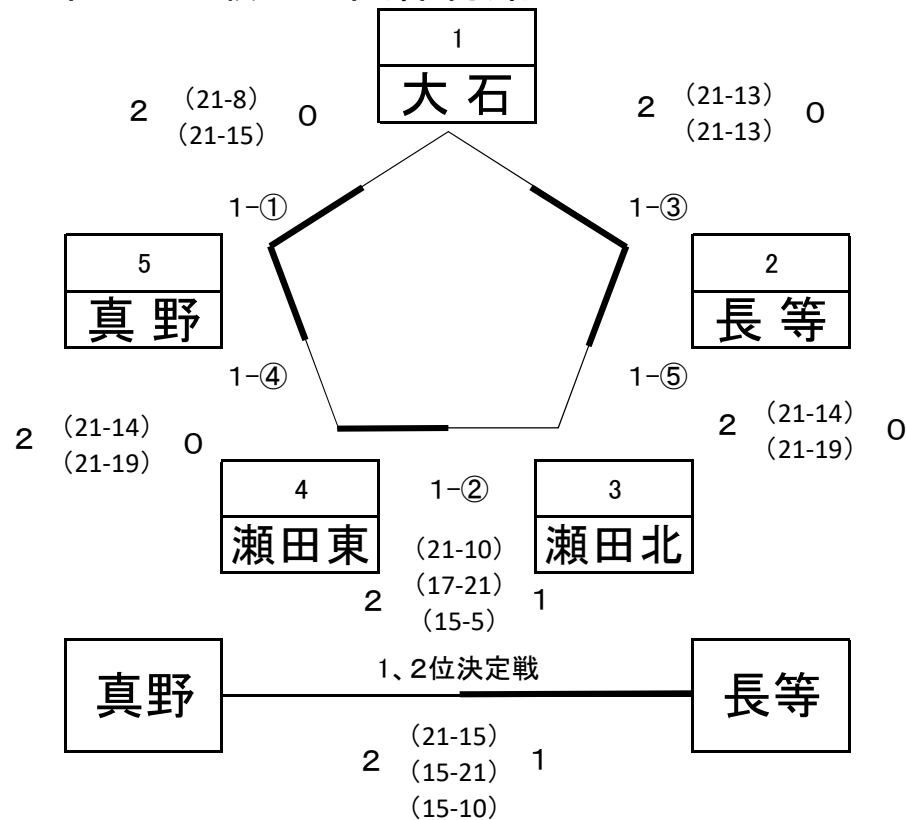 1
大石
2 （21-8） 0
（21-15）
2 （21-13） 0
（21-13）
1-①
1-③
5
真野
2
長等
1-④
1-⑤
2 （21-14） 0
（21-19）
2 （21-14） 0
（21-19）
4
瀬田東
1-②
3
瀬田北
（21-10）
2 （17-21） 1
（15-5）
真野
1、2位決定戦
長等
（21-15）
2 （15-21） 1
（15-10）